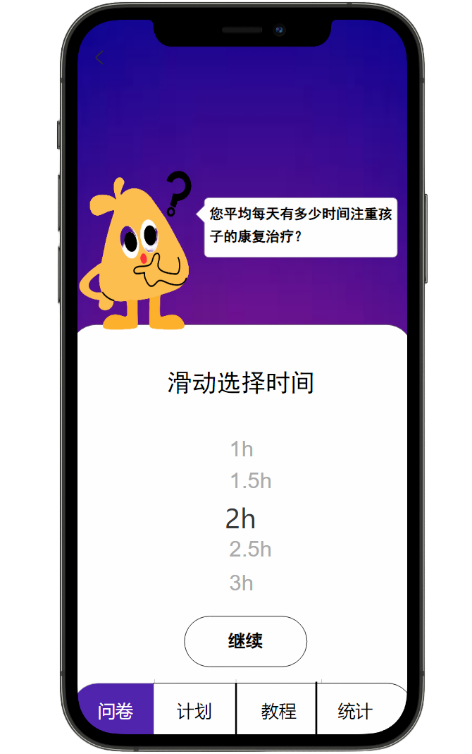 您平均每天有多少时间注重孩
子的康复治疗?
滑动选择时间
1h
1.5h
2h
2.5h
3h
继续
问卷 计划 教程 统计